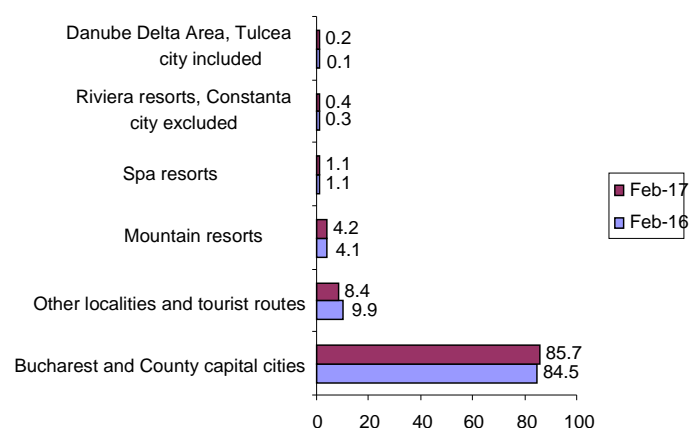 Danube Delta Area, Tulcea
city included
0.2
0.1
Riviera resorts, Constanta
city excluded
0.4
0.3
Spa resorts
1.1
1.1
Mountain resorts
4.2
4.1
Other localities and tourist routes
8.4
9.9
Bucharest and County capital cities
85.7
84.5
0 20 40 60 80 100
Feb-17
Feb-16